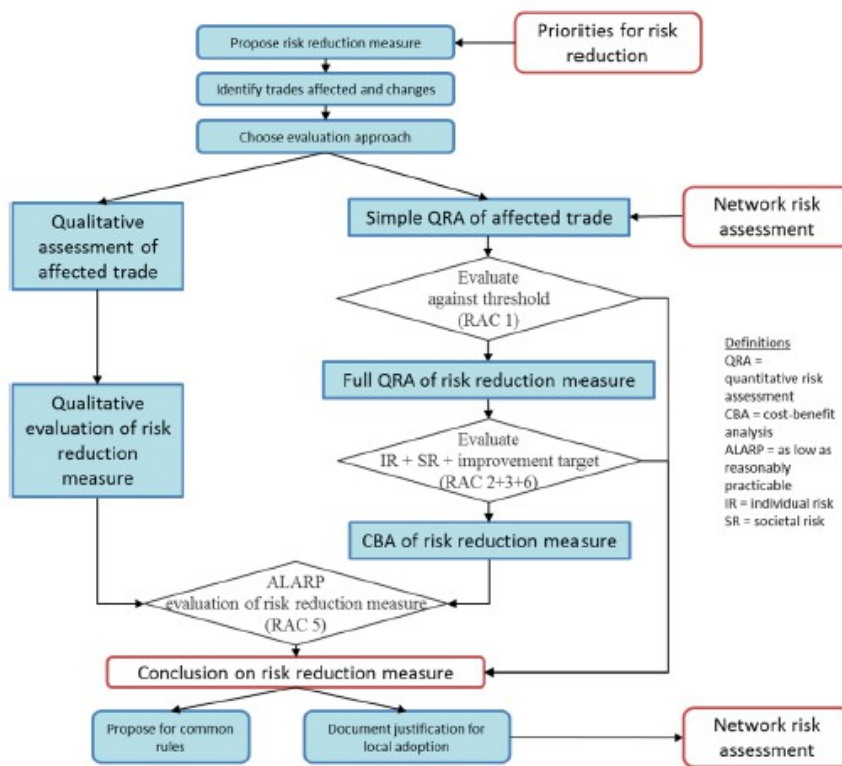 Propose risk reduction measure
Priorities for risk
reduction
Identify trades affected and changes
Choose evaluation approach
Qualitative
assessment of
affected trade
Simple QRA of affected trade
Network risk
assessment
Evaluate
against threshold
(RAC 1)
Full QRA of risk reduction measure
Qualitative
evaluation of risk
reduction
measure
Evaluate
IR + SR + improvement target
(RAC 2+3+6)
CBA of risk reduction measure
Definitions
QRA =
quantitative risk
assessment
CBA = cost-benefit
analysis
ALARP = as low as
reasonably
practicable
IR = individual risk
SR = societal risk
ALARP
evaluation of risk reduction measure
(RAC 5)
Conclusion on risk reduction measure
Propose for common
rules
Document justification for
local adoption
Network risk
assessment